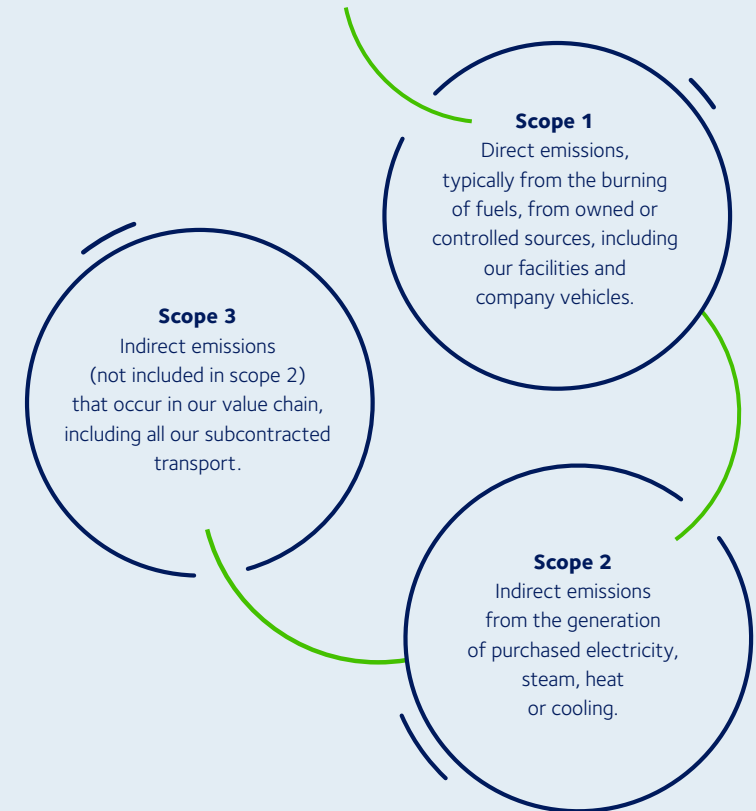 Scope 1
Direct emissions,
typically from the burning
of fuels, from owned or
controlled sources, including
our facilities and
company vehicles.
Scope 2
Indirect emissions
from the generation
of purchased electricity,
steam, heat
or cooling.
Scope 3
Indirect emissions
(not included in scope 2)
that occur in our value chain,
including all our subcontracted
transport.